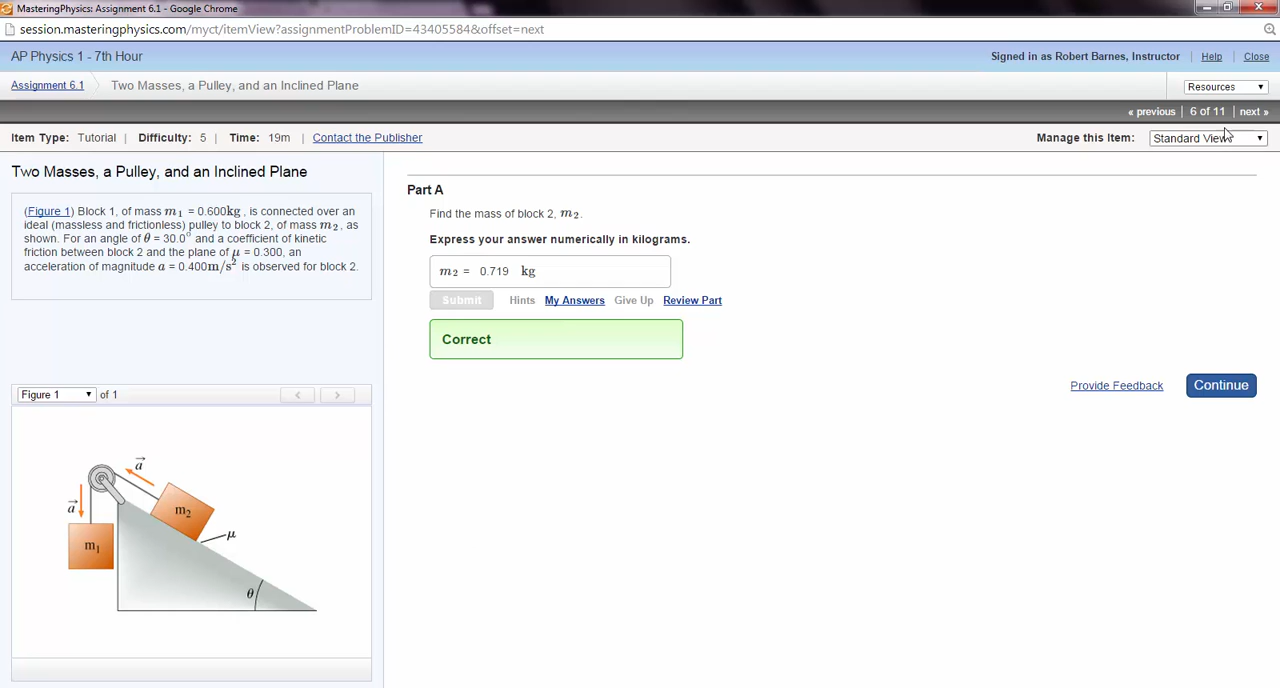 MasteringPhysics: Assignment 6.1 - Google Chrome
session.masteringphysics.com/myct/itemView?assignmentProblemID=43405584&offset=next
AP Physics 1 - 7th Hour
Signed in as Robert Barnes, Instructor | Help | Close
Assignment 6.1
Two Masses, a Pulley, and an Inclined Plane
Resources
« previous | 6 of 11 | next »
Item Type: Tutorial | Difficulty: 5 | Time: 19m | Contact the Publisher
Manage this Item: Standard View
Two Masses, a Pulley, and an Inclined Plane
(Figure 1) Block 1, of mass m₁ = 0.600kg , is connected over an
ideal (massless and frictionless) pulley to block 2, of mass m₂, as
shown. For an angle of θ = 30.0° and a coefficient of kinetic
friction between block 2 and the plane of μ = 0.300, an
acceleration of magnitude a = 0.400m/s² is observed for block 2.
Part A
Find the mass of block 2, m₂.
Express your answer numerically in kilograms.
m₂ = 0.719 kg
Submit Hints My Answers Give Up Review Part
Correct
Provide Feedback
Continue
Figure 1 of 1
a
a
m₂
μ
m₁
θ